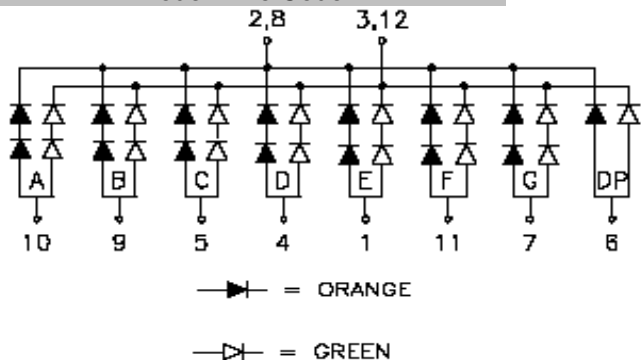 2,8 3,12
A B C D E F G DP
10 9 5 4 1 11 7 6
= ORANGE
= GREEN